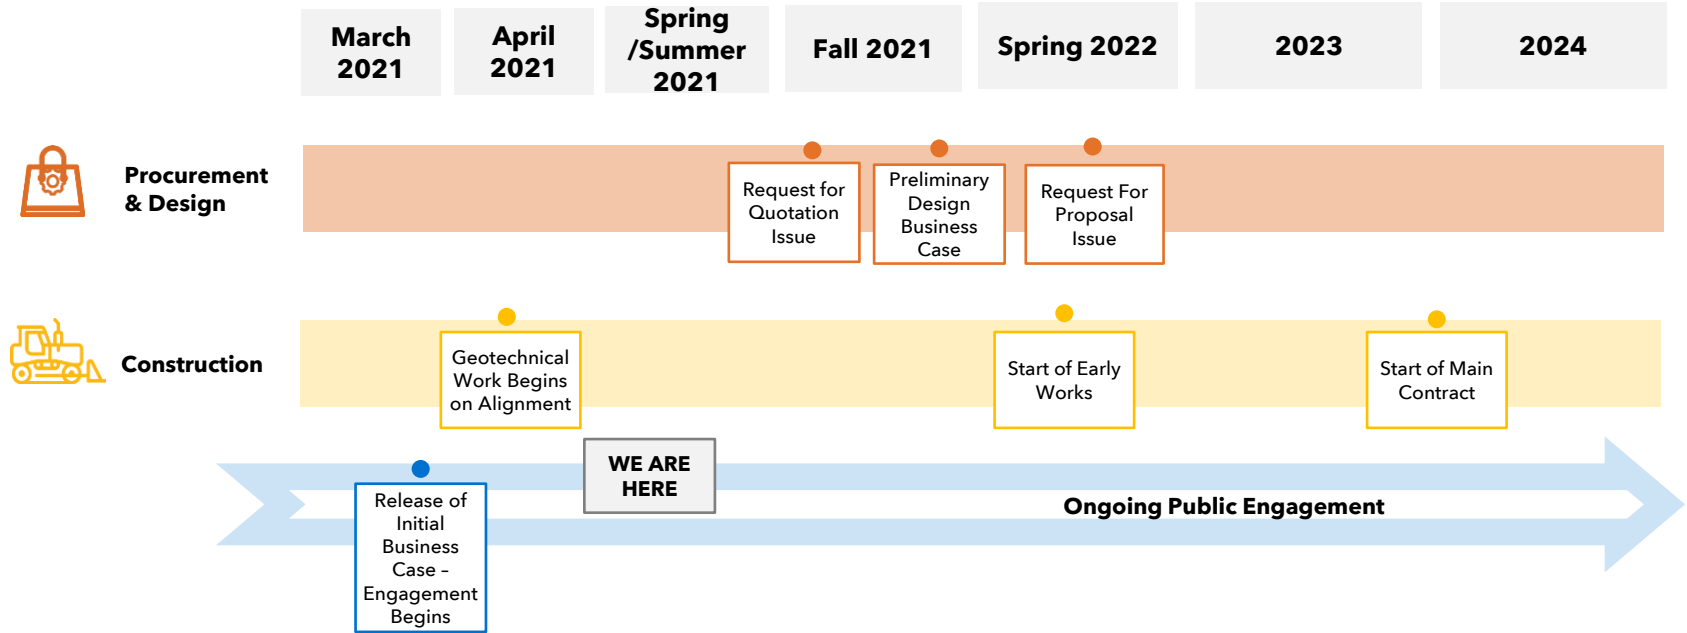 March
2021
April
2021
Spring
/Summer
2021
Fall 2021
Spring 2022
2023
2024
Procurement
& Design
Request for
Quotation
Issue
Preliminary
Design
Business
Case
Request For
Proposal
Issue
Construction
Geotechnical
Work Begins
on Alignment
Start of Early
Works
Start of Main
Contract
WE ARE
HERE
Release of
Initial
Business
Case –
Engagement
Begins
Ongoing Public Engagement